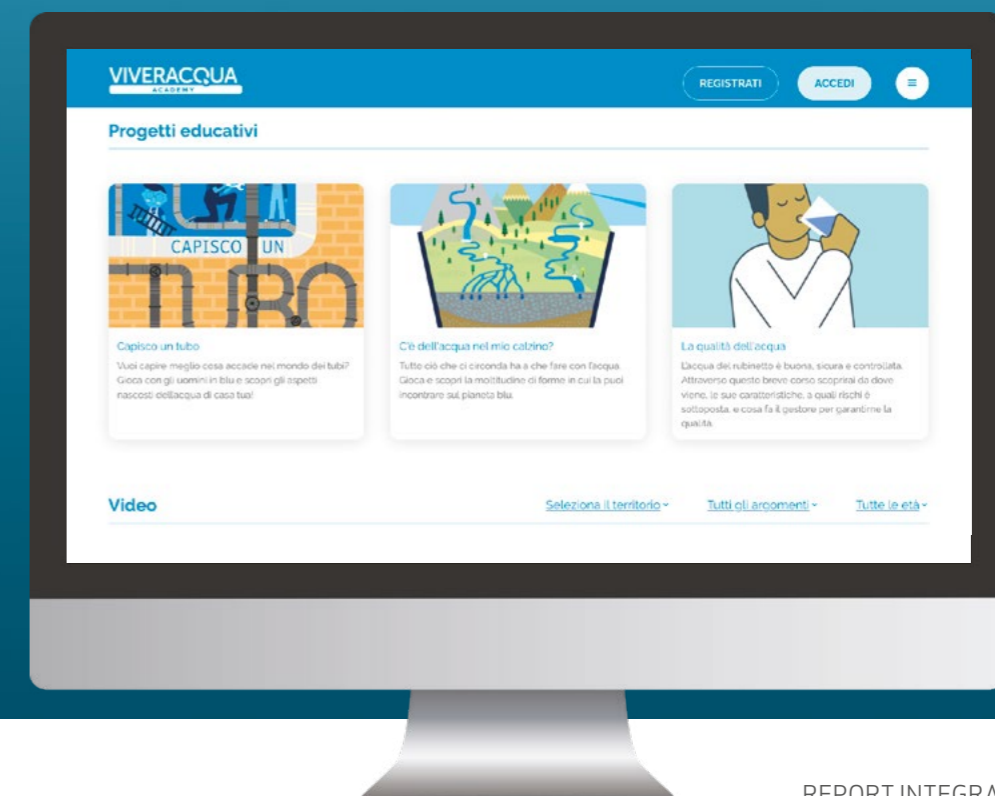 VIVERACQUA
ACADEMY
REGISTRATI
ACCEDI
Progetti educativi
CAPISCO UN
TUBO
Capisco un tubo
Vuoi capire meglio cosa accade nel mondo dei tubi?
Gioca con gli uomini in blu e scopri gli aspetti
nascosti dell'acqua di casa tua!
C'è dell'acqua nel mio calzino?
Tutto ciò che ci circonda ha a che fare con l'acqua.
Gioca e scopri la moltitudine di forme in cui la puoi
incontrare sul pianeta blu.
La qualità dell'acqua
L'acqua del rubinetto è buona, sicura e controllata.
Attraverso questo breve corso scoprirai da dove
viene, le sue caratteristiche, a quali rischi è
sottoposta, e cosa fa il gestore per garantirne la
qualità.
Video
Seleziona il territorio
Tutti gli argomenti
Tutte le età
REPORT INTEGRA